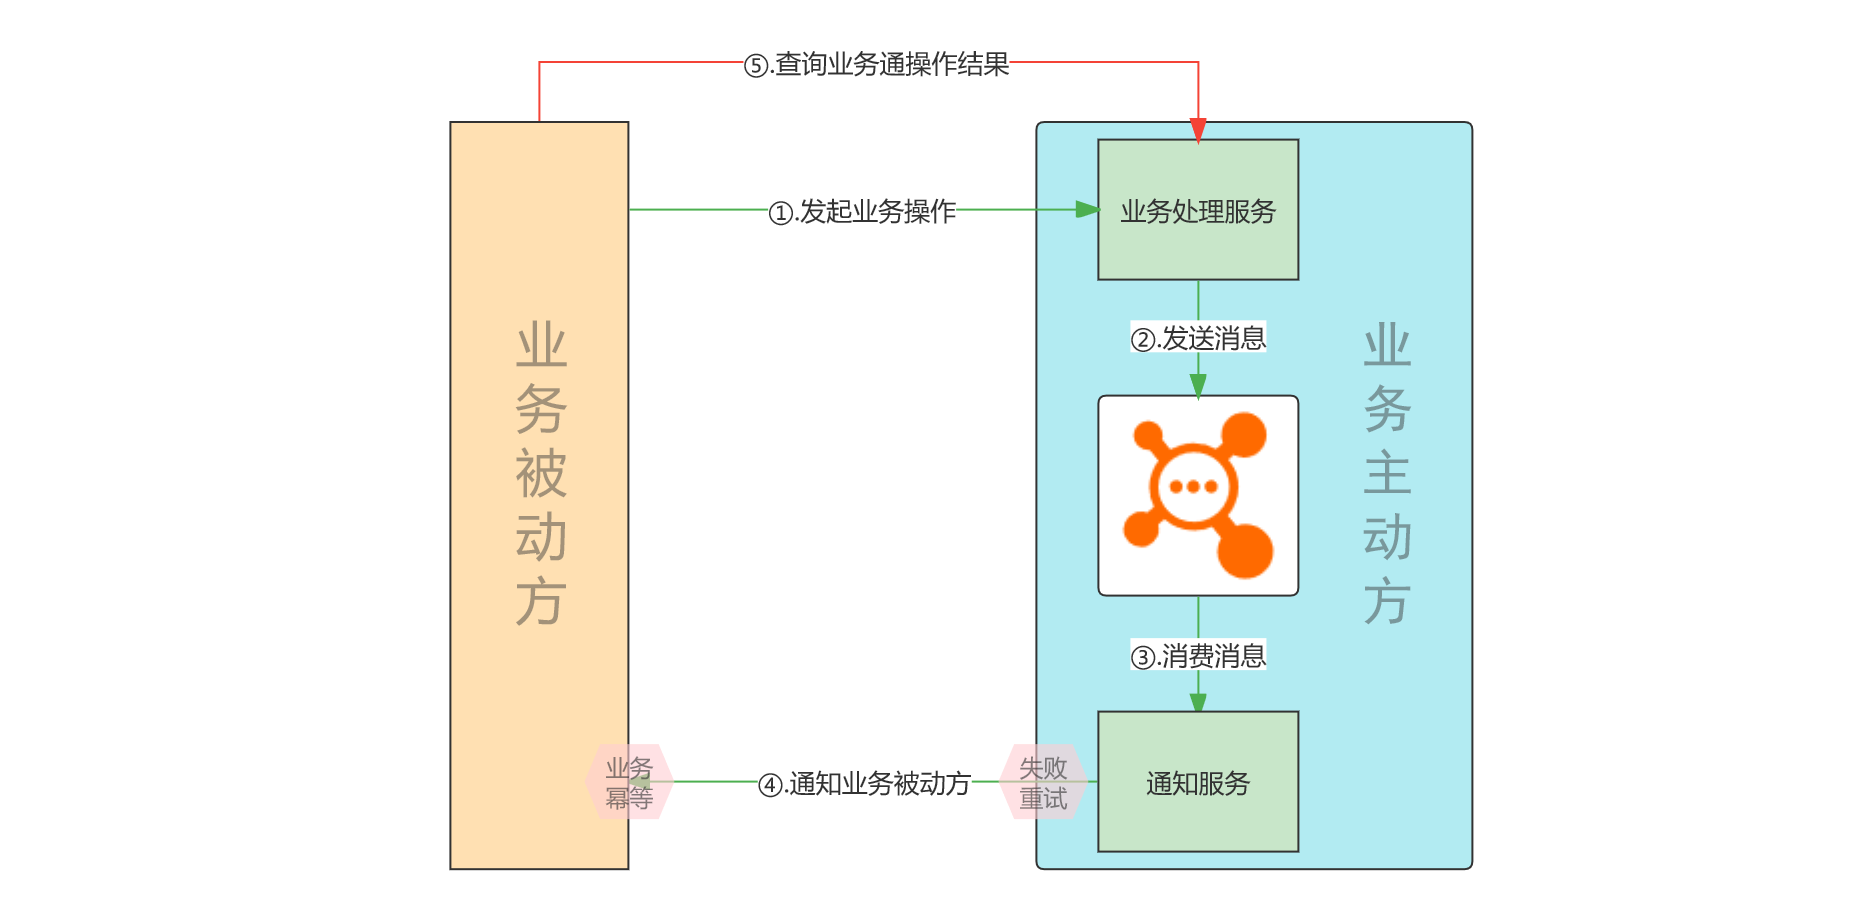 ⑤.查询业务通操作结果
①.发起业务操作
业务处理服务
②.发送消息
业
务
被
动
方
业
务
主
动
方
③.消费消息
业务
幂等
④.通知业务被动方
失败
重试
通知服务